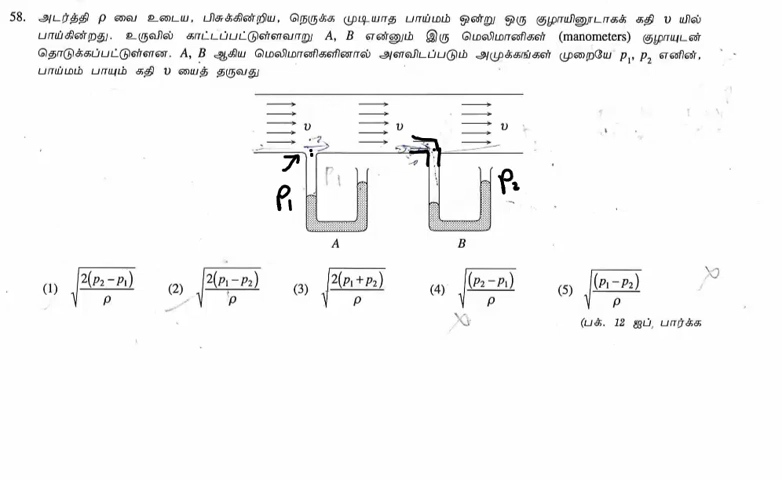 58. அடர்த்தி ρ வை உடைய, பிசுக்கின்றிய, நெருக்க முடியாத பாய்மம் ஒன்று ஒரு குழாயினூடாகக் கதி υ யில்
பாய்கின்றது. உருவில் காட்டப்பட்டுள்ளவாறு A, B என்னும் இரு மெலிமானிகள் (manometers) குழாயுடன்
தொடுக்கப்பட்டுள்ளன. A, B ஆகிய மெலிமானிகளினால் அளவிடப்படும் அமுக்கங்கள் முறையே p₁, p₂ எனின்,
பாய்மம் பாயும் கதி υ யைத் தருவது
υ υ υ
P₁ P₁ P₂
A B
(1) √(2(p₂−p₁)/ρ) (2) √(2(p₁−p₂)/ρ) (3) √(2(p₁+p₂)/ρ) (4) √((p₂−p₁)/ρ) (5) √((p₁−p₂)/ρ)
(பக். 12 ஐப் பார்க்க